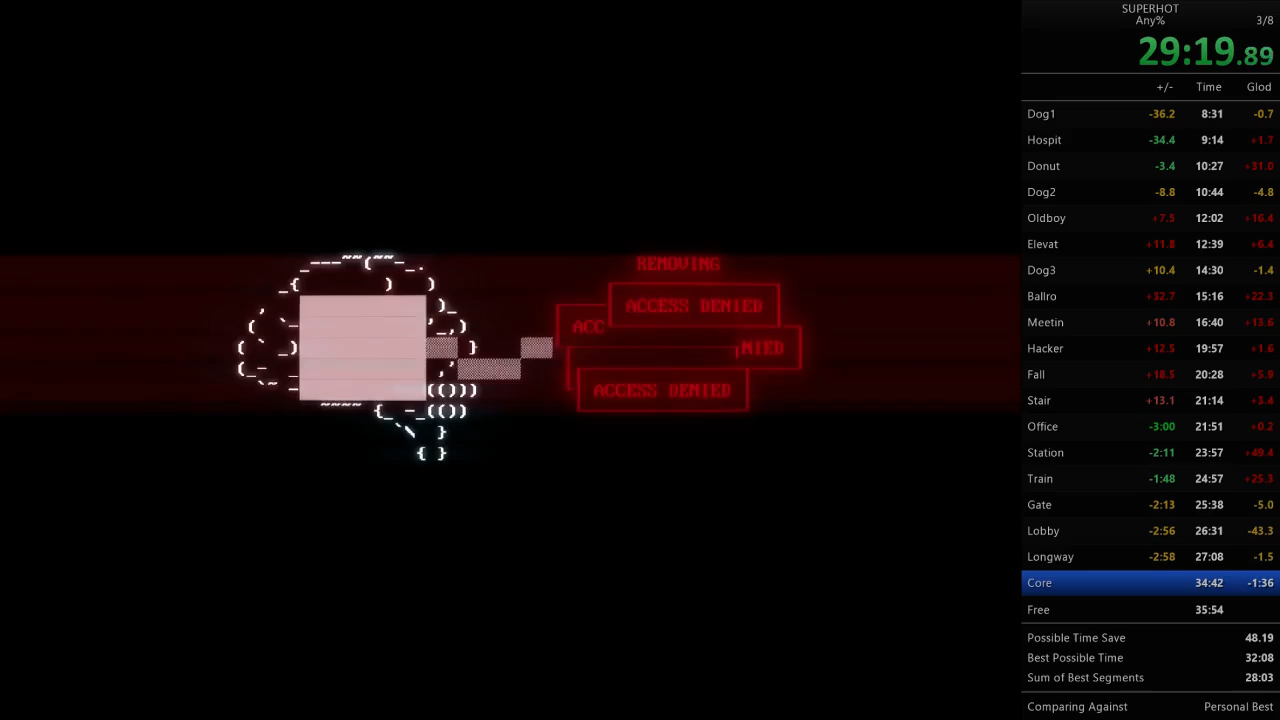 SUPERHOT
Any% 3/8
29:19.89
+/- Time Glod
Dog1 -36.2 8:31 -0.7
Hospit -34.4 9:14 +1.7
Donut -3.4 10:27 +31.0
Dog2 -8.8 10:44 -4.8
Oldboy +7.5 12:02 +16.4
Elevat +11.8 12:39 +6.4
Dog3 +10.4 14:30 -1.4
Ballro +32.7 15:16 +22.3
Meetin +10.8 16:40 +13.6
Hacker +12.5 19:57 +1.6
Fall +18.5 20:28 +5.9
Stair +13.1 21:14 +3.4
Office -3:00 21:51 +0.2
Station -2:11 23:57 +49.4
Train -1:48 24:57 +25.3
Gate -2:13 25:38 -5.0
Lobby -2:56 26:31 -43.3
Longway -2:58 27:08 -1.5
Core 34:42 -1:36
Free 35:54
Possible Time Save 48.19
Best Possible Time 32:08
Sum of Best Segments 28:03
Comparing Against Personal Best
REMOVING
ACCESS DENIED
ACC
NIED
ACCESS DENIED